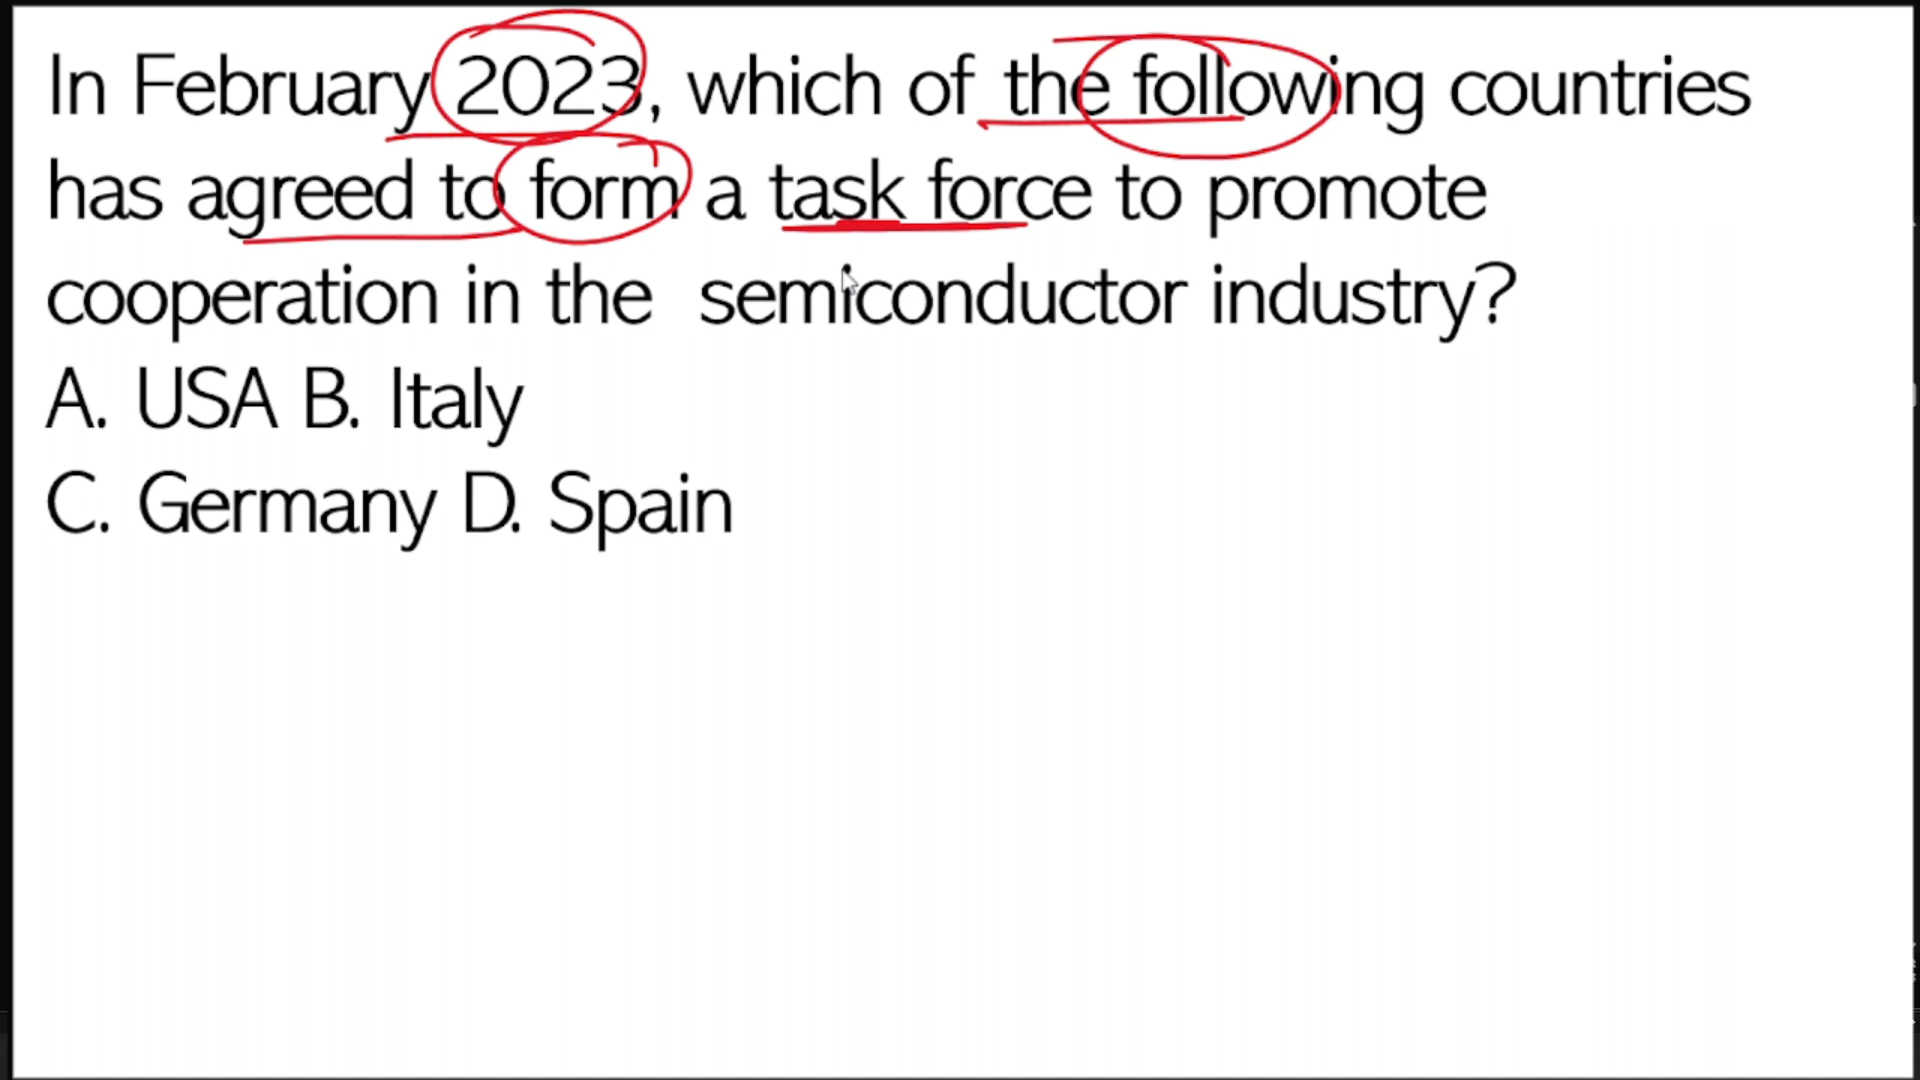 In February 2023, which of the following countries
has agreed to form a task force to promote
cooperation in the semiconductor industry?
A. USA B. Italy
C. Germany D. Spain